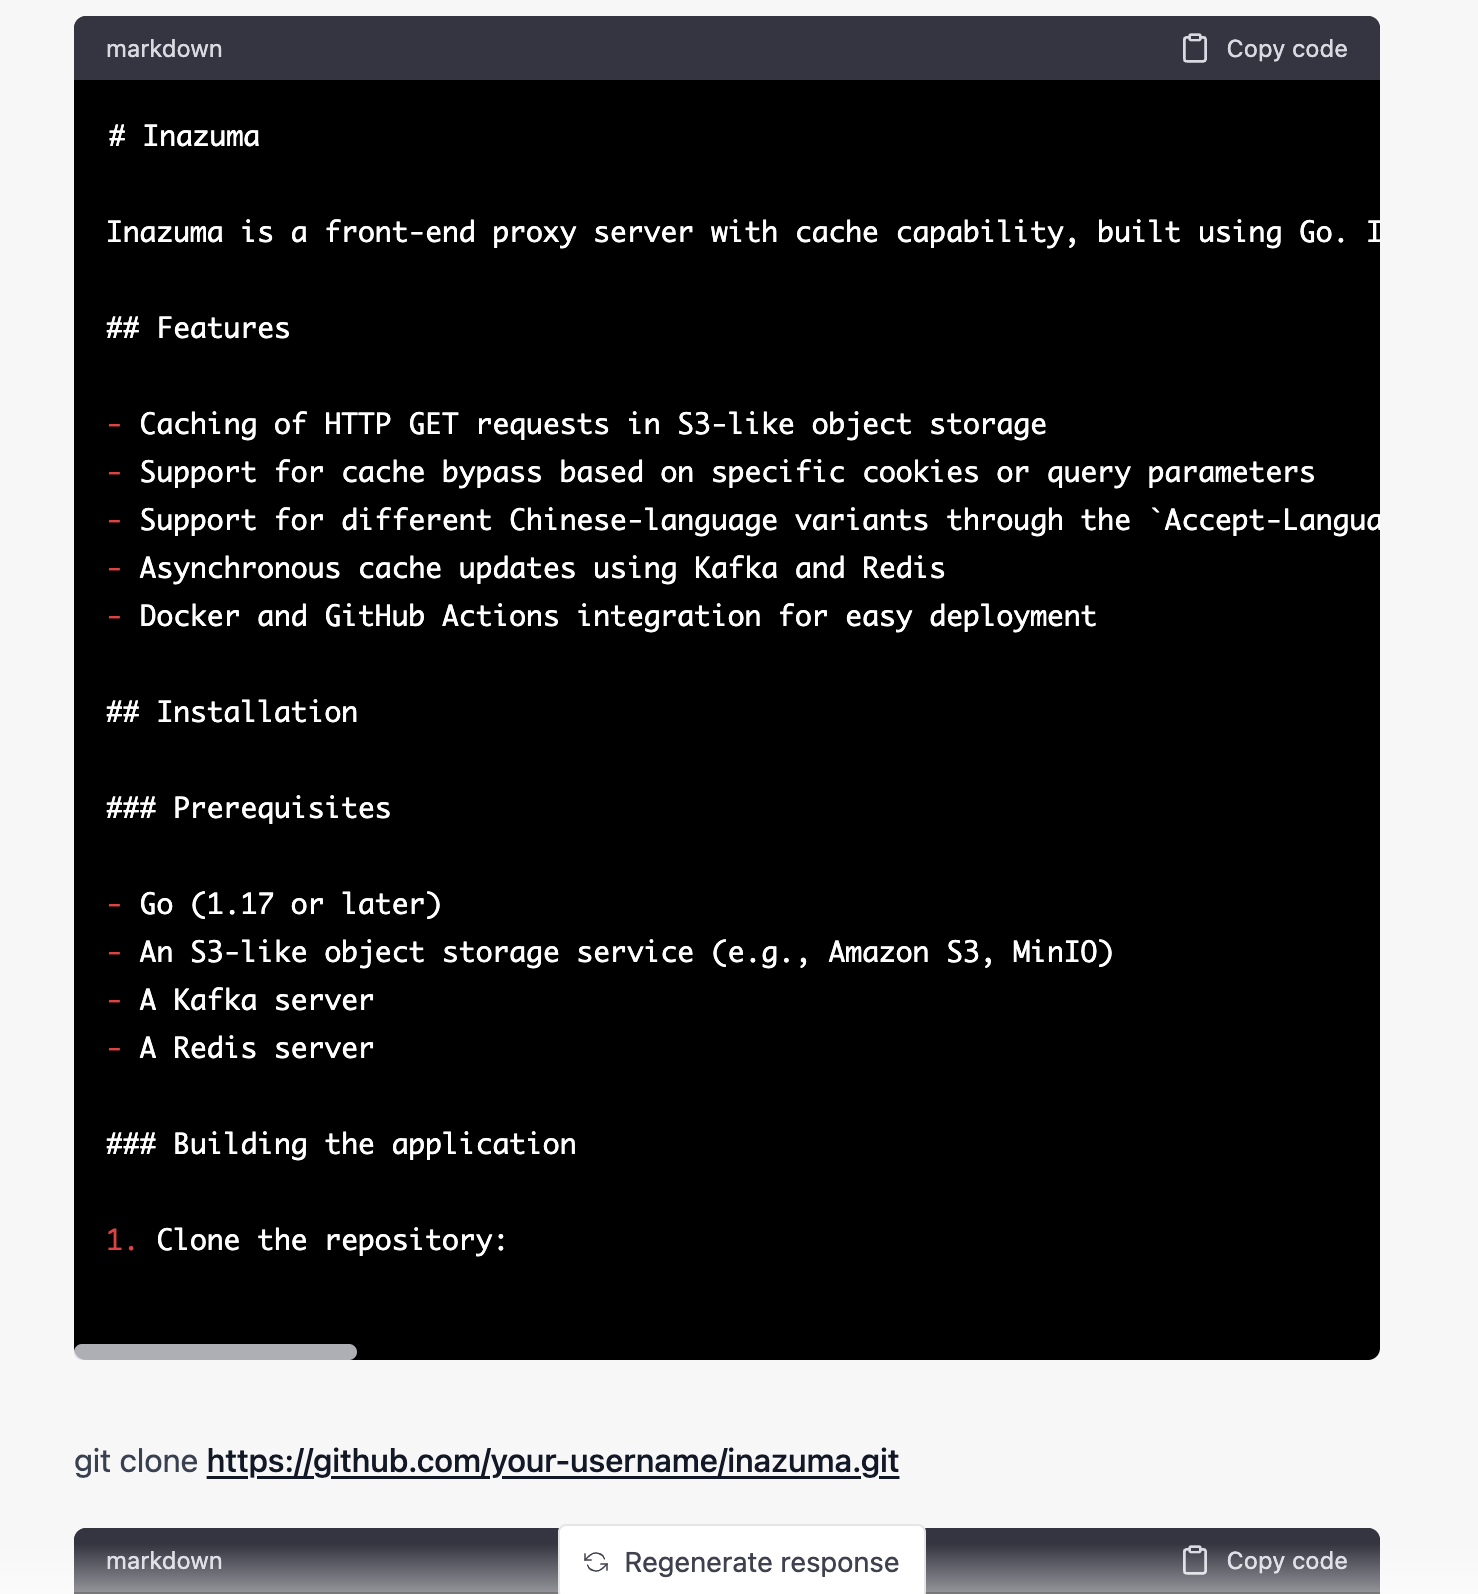 markdown
Copy code
# Inazuma
Inazuma is a front-end proxy server with cache capability, built using Go. I
## Features
- Caching of HTTP GET requests in S3-like object storage
- Support for cache bypass based on specific cookies or query parameters
- Support for different Chinese-language variants through the `Accept-Langua
- Asynchronous cache updates using Kafka and Redis
- Docker and GitHub Actions integration for easy deployment
## Installation
### Prerequisites
- Go (1.17 or later)
- An S3-like object storage service (e.g., Amazon S3, MinIO)
- A Kafka server
- A Redis server
### Building the application
1. Clone the repository:
git clone https://github.com/your-username/inazuma.git
markdown
Regenerate response
Copy code